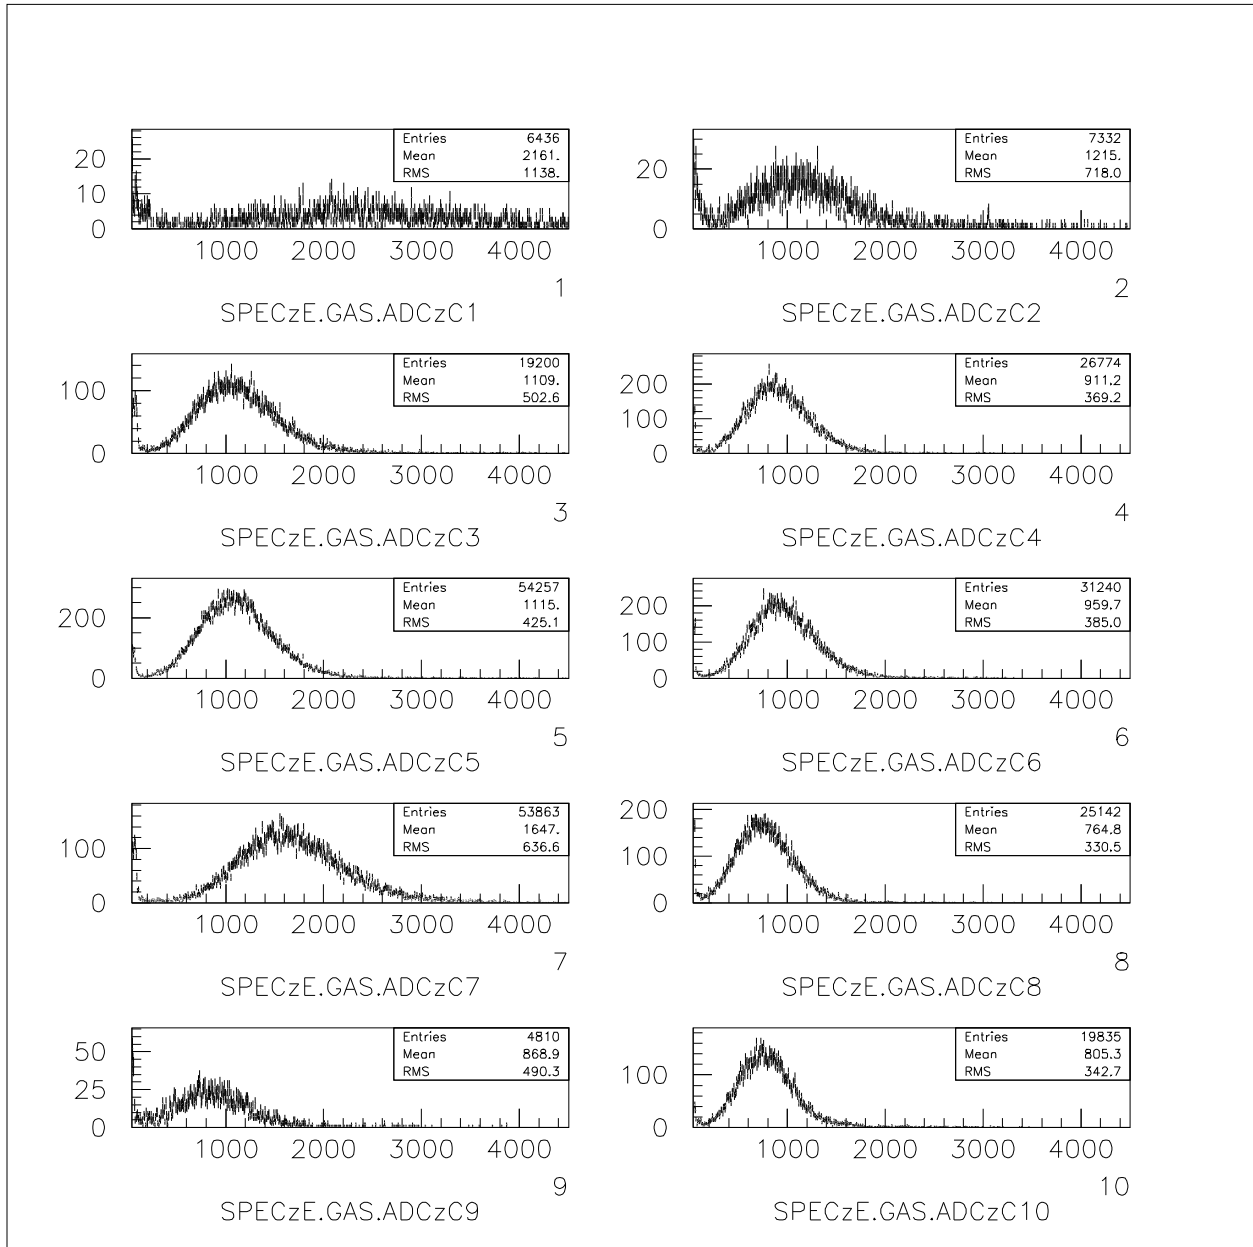 Entries 6436
Mean 2161.
RMS 1138.
20
10
0
1000 2000 3000 4000
1
SPECzE.GAS.ADCzC1
Entries 7332
Mean 1215.
RMS 718.0
20
0
1000 2000 3000 4000
2
SPECzE.GAS.ADCzC2
Entries 19200
Mean 1109.
RMS 502.6
100
0
1000 2000 3000 4000
3
SPECzE.GAS.ADCzC3
Entries 26774
Mean 911.2
RMS 369.2
200
100
0
1000 2000 3000 4000
4
SPECzE.GAS.ADCzC4
Entries 54257
Mean 1115.
RMS 425.1
200
0
1000 2000 3000 4000
5
SPECzE.GAS.ADCzC5
Entries 31240
Mean 959.7
RMS 385.0
200
100
0
1000 2000 3000 4000
6
SPECzE.GAS.ADCzC6
Entries 53863
Mean 1647.
RMS 636.6
100
0
1000 2000 3000 4000
7
SPECzE.GAS.ADCzC7
Entries 25142
Mean 764.8
RMS 330.5
200
100
0
1000 2000 3000 4000
8
SPECzE.GAS.ADCzC8
Entries 4810
Mean 868.9
RMS 490.3
50
25
0
1000 2000 3000 4000
9
SPECzE.GAS.ADCzC9
Entries 19835
Mean 805.3
RMS 342.7
100
0
1000 2000 3000 4000
10
SPECzE.GAS.ADCzC10